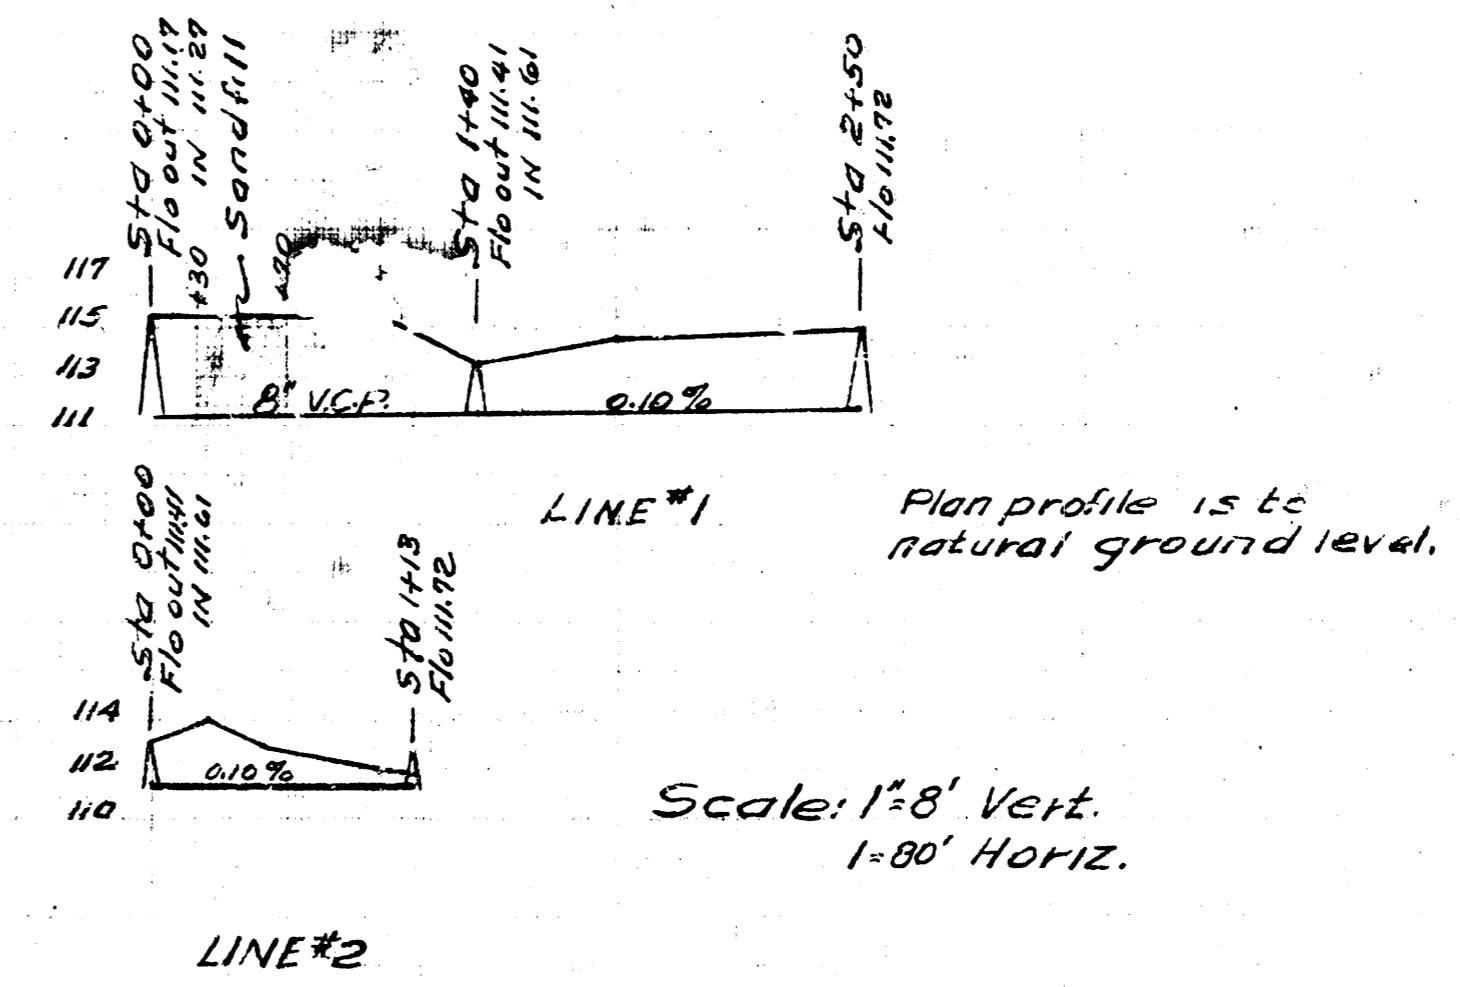 Sta 0+00
Flo out 111.17
IN 111.27
+30
Sandfill
+70
Sta 1+40
Flo out 111.41
IN 111.61
Sta 2+50
Flo 111.72
117
115
113
111
8" V.C.P.
0.10%
LINE #1
Plan profile is to
natural ground level.
Sta 0+00
Flo out 111.41
IN 111.61
Sta 1+13
Flo 111.72
114
112
110
0.10%
Scale: 1"=8' Vert.
1=80' Horiz.
LINE #2